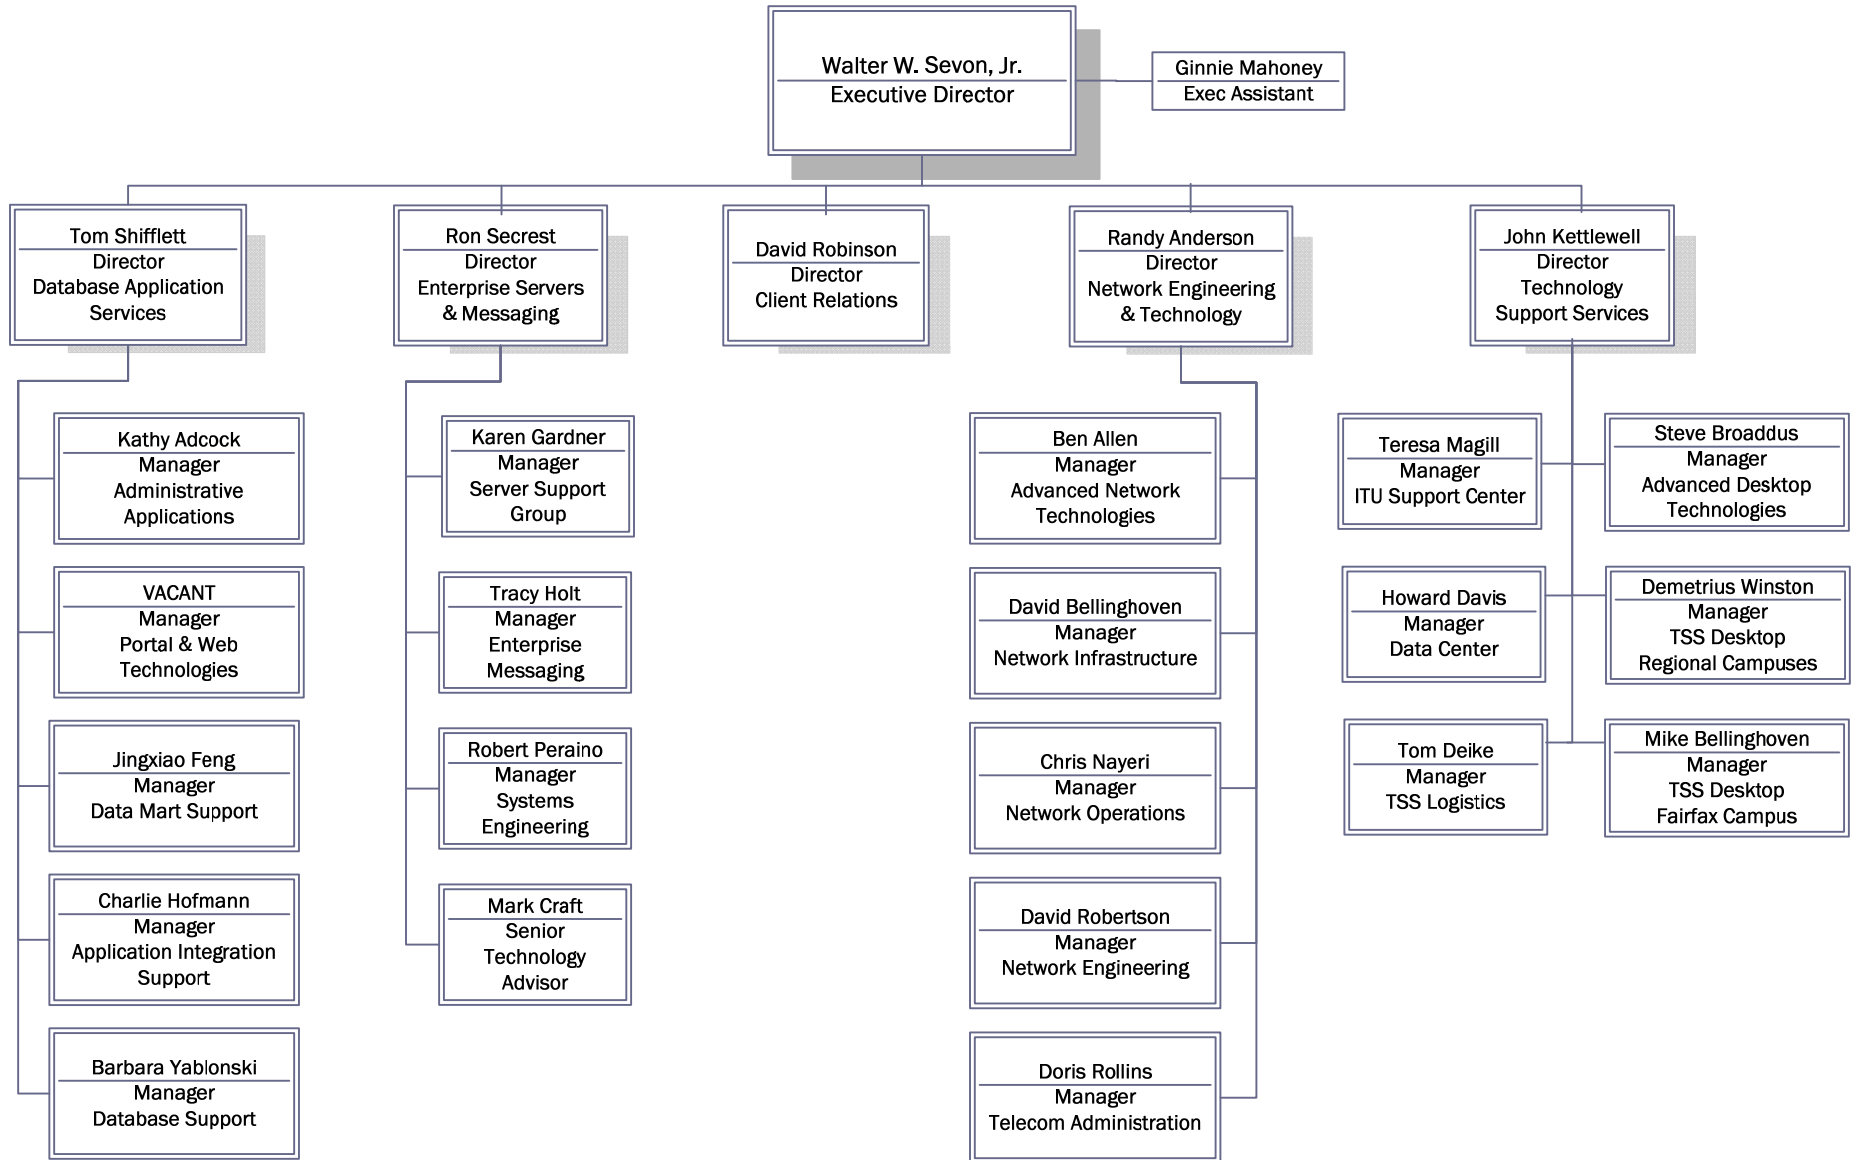 Walter W. Sevon, Jr.
Executive Director
Ginnie Mahoney
Exec Assistant
Tom Shifflett
Director
Database Application
Services
Ron Secrest
Director
Enterprise Servers
& Messaging
David Robinson
Director
Client Relations
Randy Anderson
Director
Network Engineering
& Technology
John Kettlewell
Director
Technology
Support Services
Kathy Adcock
Manager
Administrative
Applications
VACANT
Manager
Portal & Web
Technologies
Jingxiao Feng
Manager
Data Mart Support
Charlie Hofmann
Manager
Application Integration
Support
Barbara Yablonski
Manager
Database Support
Karen Gardner
Manager
Server Support
Group
Tracy Holt
Manager
Enterprise
Messaging
Robert Peraino
Manager
Systems
Engineering
Mark Craft
Senior
Technology
Advisor
Ben Allen
Manager
Advanced Network
Technologies
David Bellinghoven
Manager
Network Infrastructure
Chris Nayeri
Manager
Network Operations
David Robertson
Manager
Network Engineering
Doris Rollins
Manager
Telecom Administration
Teresa Magill
Manager
ITU Support Center
Howard Davis
Manager
Data Center
Tom Deike
Manager
TSS Logistics
Steve Broaddus
Manager
Advanced Desktop
Technologies
Demetrius Winston
Manager
TSS Desktop
Regional Campuses
Mike Bellinghoven
Manager
TSS Desktop
Fairfax Campus